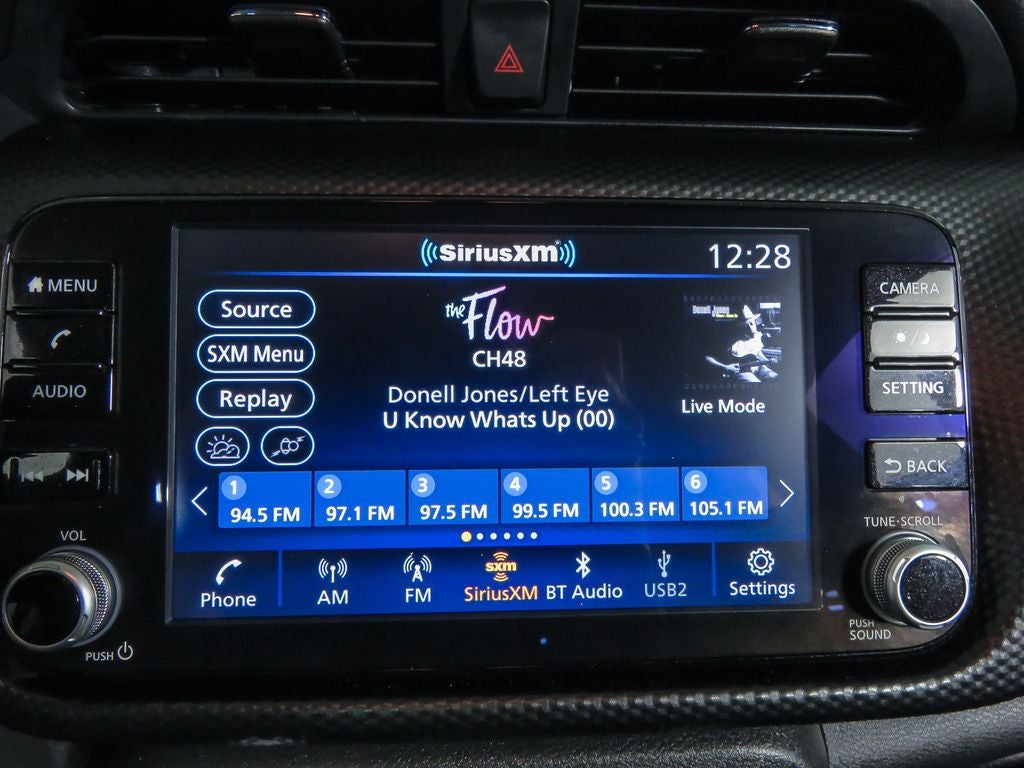 SiriusXM
12:28
MENU
AUDIO
VOL
PUSH
Source
SXM Menu
Replay
the Flow
CH48
Donell Jones/Left Eye
U Know Whats Up (00)
Donell Jones
Live Mode
1
94.5 FM
2
97.1 FM
3
97.5 FM
4
99.5 FM
5
100.3 FM
6
105.1 FM
Phone
AM
FM
sxm
SiriusXM
BT Audio
USB2
Settings
CAMERA
SETTING
BACK
TUNE·SCROLL
PUSH
SOUND